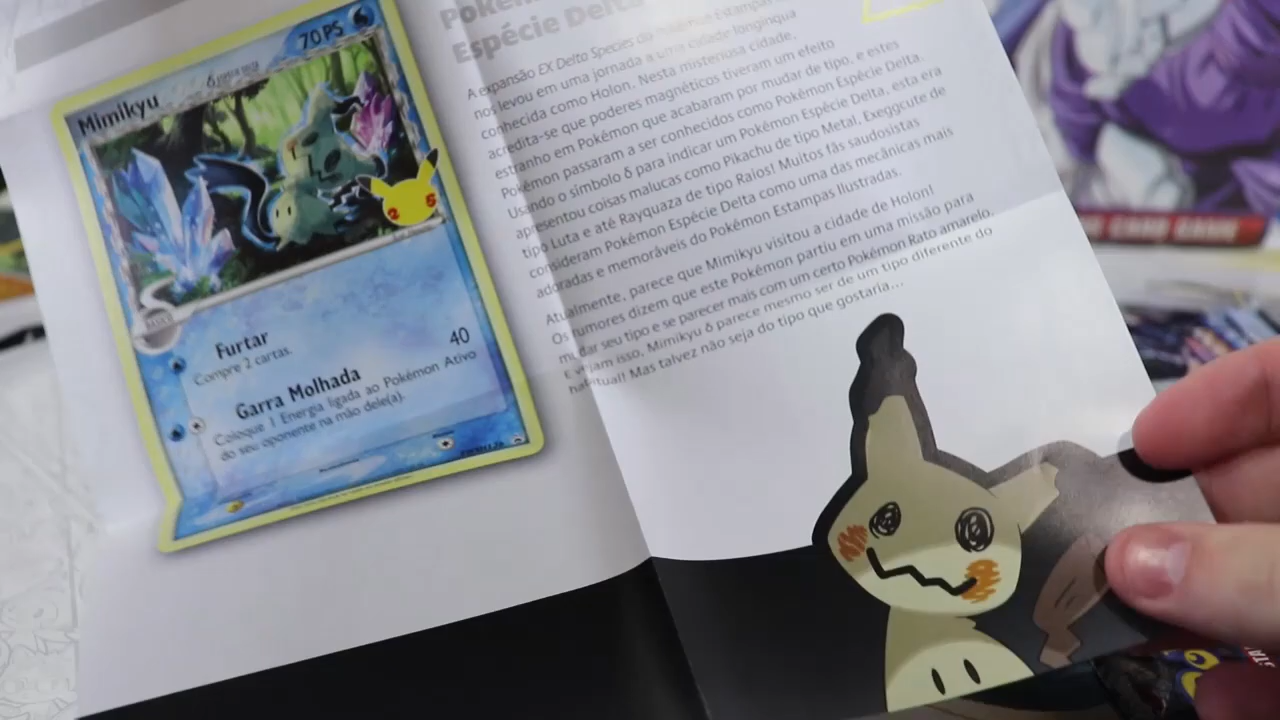 Pokém
Espécie Delta
A expansão EX Delta Species do Pokémon Estampas
nos levou em uma jornada a uma cidade longínqua
conhecida como Holon. Nesta misteriosa cidade,
acredita-se que poderes magnéticos tiveram um efeito
estranho em Pokémon que acabaram por mudar de tipo, e estes
Pokémon passaram a ser conhecidos como Pokémon Espécie Delta.
Usando o símbolo δ para indicar um Pokémon Espécie Delta, esta era
apresentou coisas malucas como Pikachu de tipo Metal, Exeggcute de
tipo Luta e até Rayquaza de tipo Raios! Muitos fãs saudosistas
consideram Pokémon Espécie Delta como uma das mecânicas mais
adoradas e memoráveis do Pokémon Estampas Ilustradas.
Atualmente, parece que Mimikyu visitou a cidade de Holon!
Os rumores dizem que este Pokémon partiu em uma missão para
mudar seu tipo e se parecer mais com um certo Pokémon Rato amarelo.
E vejam isso, Mimikyu δ parece mesmo ser de um tipo diferente do
habitual! Mas talvez não seja do tipo que gostaria...
Mimikyu δ 70 PS
2 5
Furtar
Compre 2 cartas.
Garra Molhada 40
Coloque 1 Energia ligada ao Pokémon Ativo
do seu oponente na mão dele(a).
CARD GAME